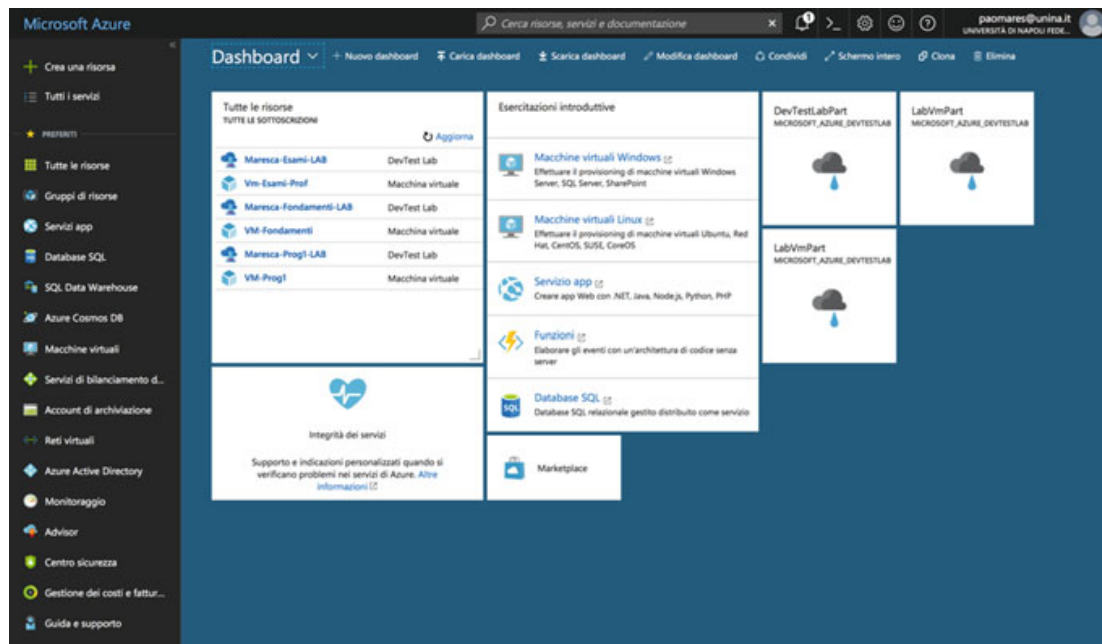 Microsoft Azure
Cerca risorse, servizi e documentazione
1
paomares@unina.it
UNIVERSITÀ DI NAPOLI FEDE...
Crea una risorsa
Tutti i servizi
PREFERITI
Tutte le risorse
Gruppi di risorse
Servizi app
Database SQL
SQL Data Warehouse
Azure Cosmos DB
Macchine virtuali
Servizi di bilanciamento d...
Account di archiviazione
Reti virtuali
Azure Active Directory
Monitoraggio
Advisor
Centro sicurezza
Gestione dei costi e fattur...
Guida e supporto
Dashboard
+ Nuovo dashboard
Carica dashboard
Scarica dashboard
Modifica dashboard
Condividi
Schermo intero
Clona
Elimina
Tutte le risorse
TUTTE LE SOTTOSCRIZIONI
Aggiorna
Maresca-Esami-LAB DevTest Lab
Vm-Esami-Prof Macchina virtuale
Maresca-Fondamenti-LAB DevTest Lab
VM-Fondamenti Macchina virtuale
Maresca-Prog1-LAB DevTest Lab
VM-Prog1 Macchina virtuale
Integrità dei servizi
Supporto e indicazioni personalizzati quando si
verificano problemi nei servizi di Azure. Altre
informazioni
Esercitazioni introduttive
Macchine virtuali Windows
Effettuare il provisioning di macchine virtuali Windows
Server, SQL Server, SharePoint
Macchine virtuali Linux
Effettuare il provisioning di macchine virtuali Ubuntu, Red
Hat, CentOS, SUSE, CoreOS
Servizio app
Creare app Web con .NET, Java, Node.js, Python, PHP
Funzioni
Elaborare gli eventi con un'architettura di codice senza
server
SQL
Database SQL
Database SQL relazionale gestito distribuito come servizio
Marketplace
DevTestLabPart
MICROSOFT_AZURE_DEVTESTLAB
LabVmPart
MICROSOFT_AZURE_DEVTESTLAB
LabVmPart
MICROSOFT_AZURE_DEVTESTLAB